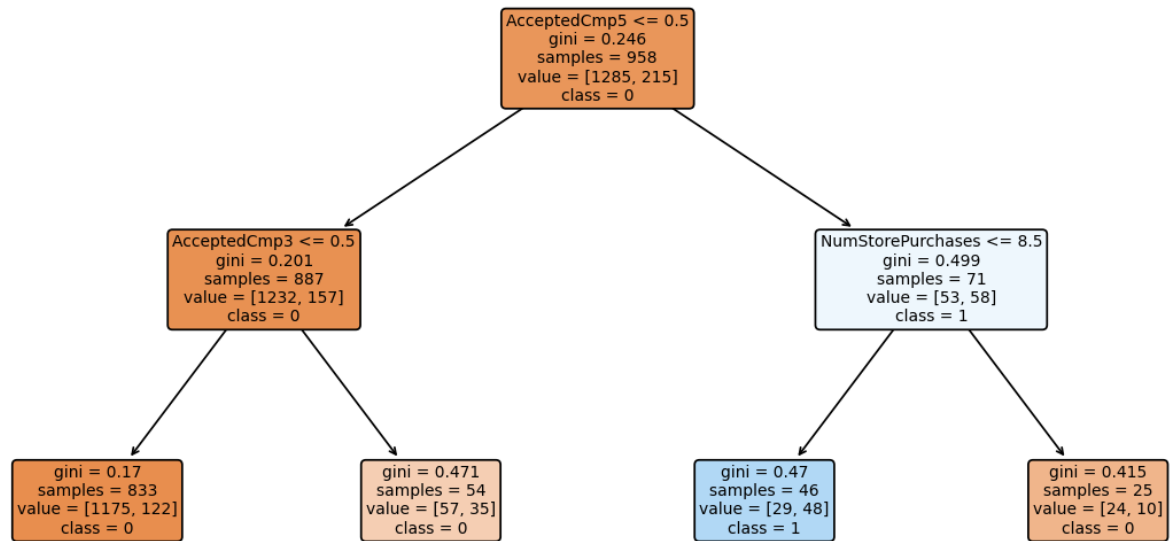 AcceptedCmp5 <= 0.5
gini = 0.246
samples = 958
value = [1285, 215]
class = 0
AcceptedCmp3 <= 0.5
gini = 0.201
samples = 887
value = [1232, 157]
class = 0
NumStorePurchases <= 8.5
gini = 0.499
samples = 71
value = [53, 58]
class = 1
gini = 0.17
samples = 833
value = [1175, 122]
class = 0
gini = 0.471
samples = 54
value = [57, 35]
class = 0
gini = 0.47
samples = 46
value = [29, 48]
class = 1
gini = 0.415
samples = 25
value = [24, 10]
class = 0